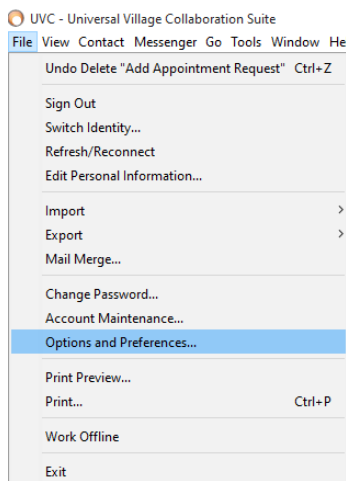 UVC - Universal Village Collaboration Suite
File View Contact Messenger Go Tools Window He
Undo Delete "Add Appointment Request" Ctrl+Z
Sign Out
Switch Identity...
Refresh/Reconnect
Edit Personal Information...
Import
Export
Mail Merge...
Change Password...
Account Maintenance...
Options and Preferences...
Print Preview...
Print... Ctrl+P
Work Offline
Exit